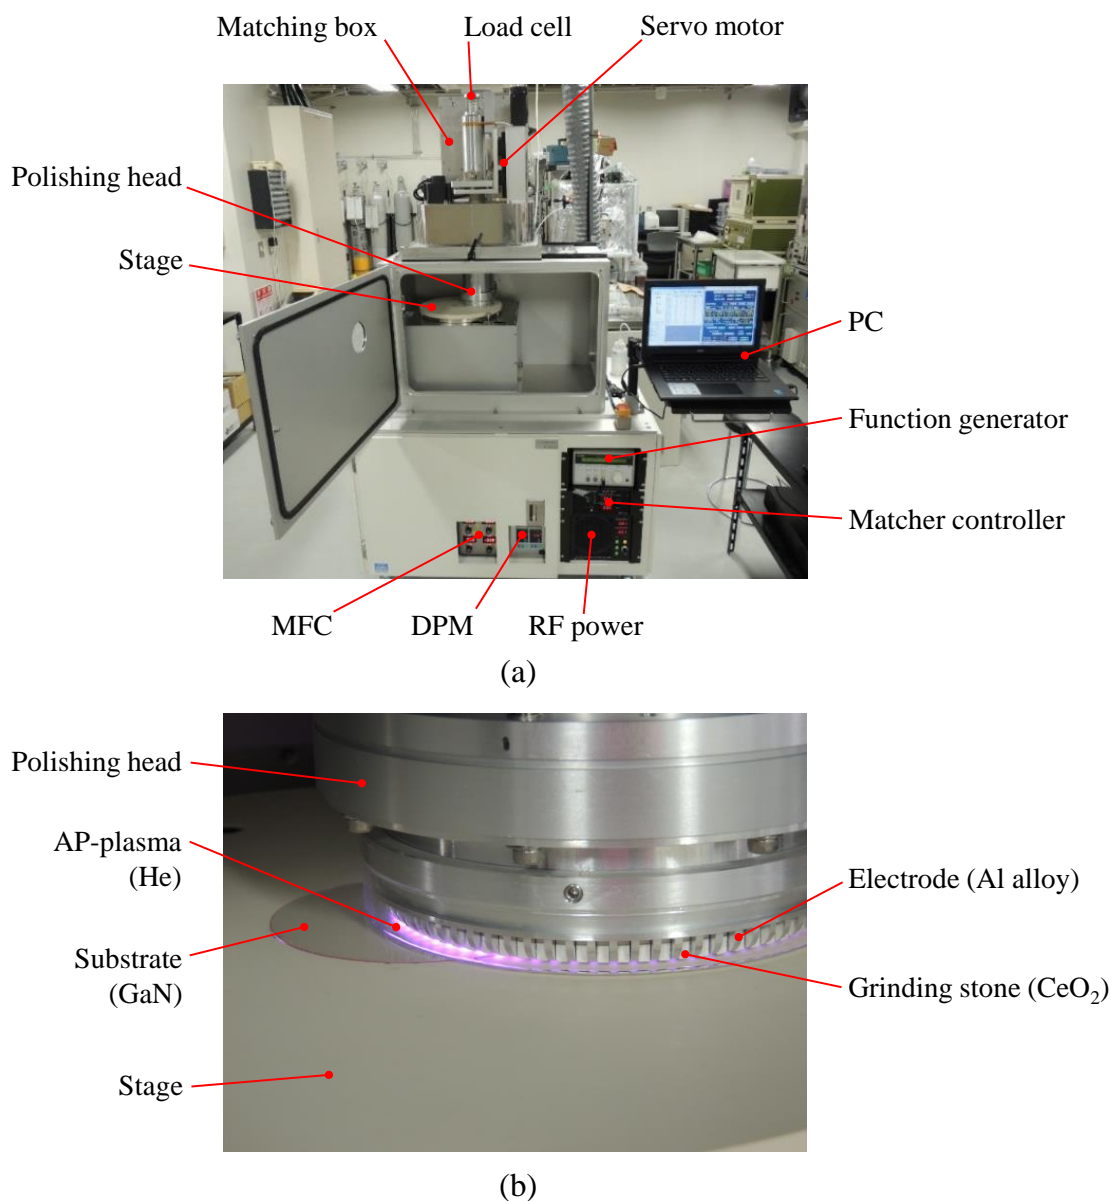 Matching box
Load cell
Servo motor
Polishing head
Stage
PC
Function generator
Matcher controller
MFC
DPM
RF power
(a)
Polishing head
AP-plasma
(He)
Electrode (Al alloy)
Substrate
(GaN)
Grinding stone (CeO₂)
Stage
(b)